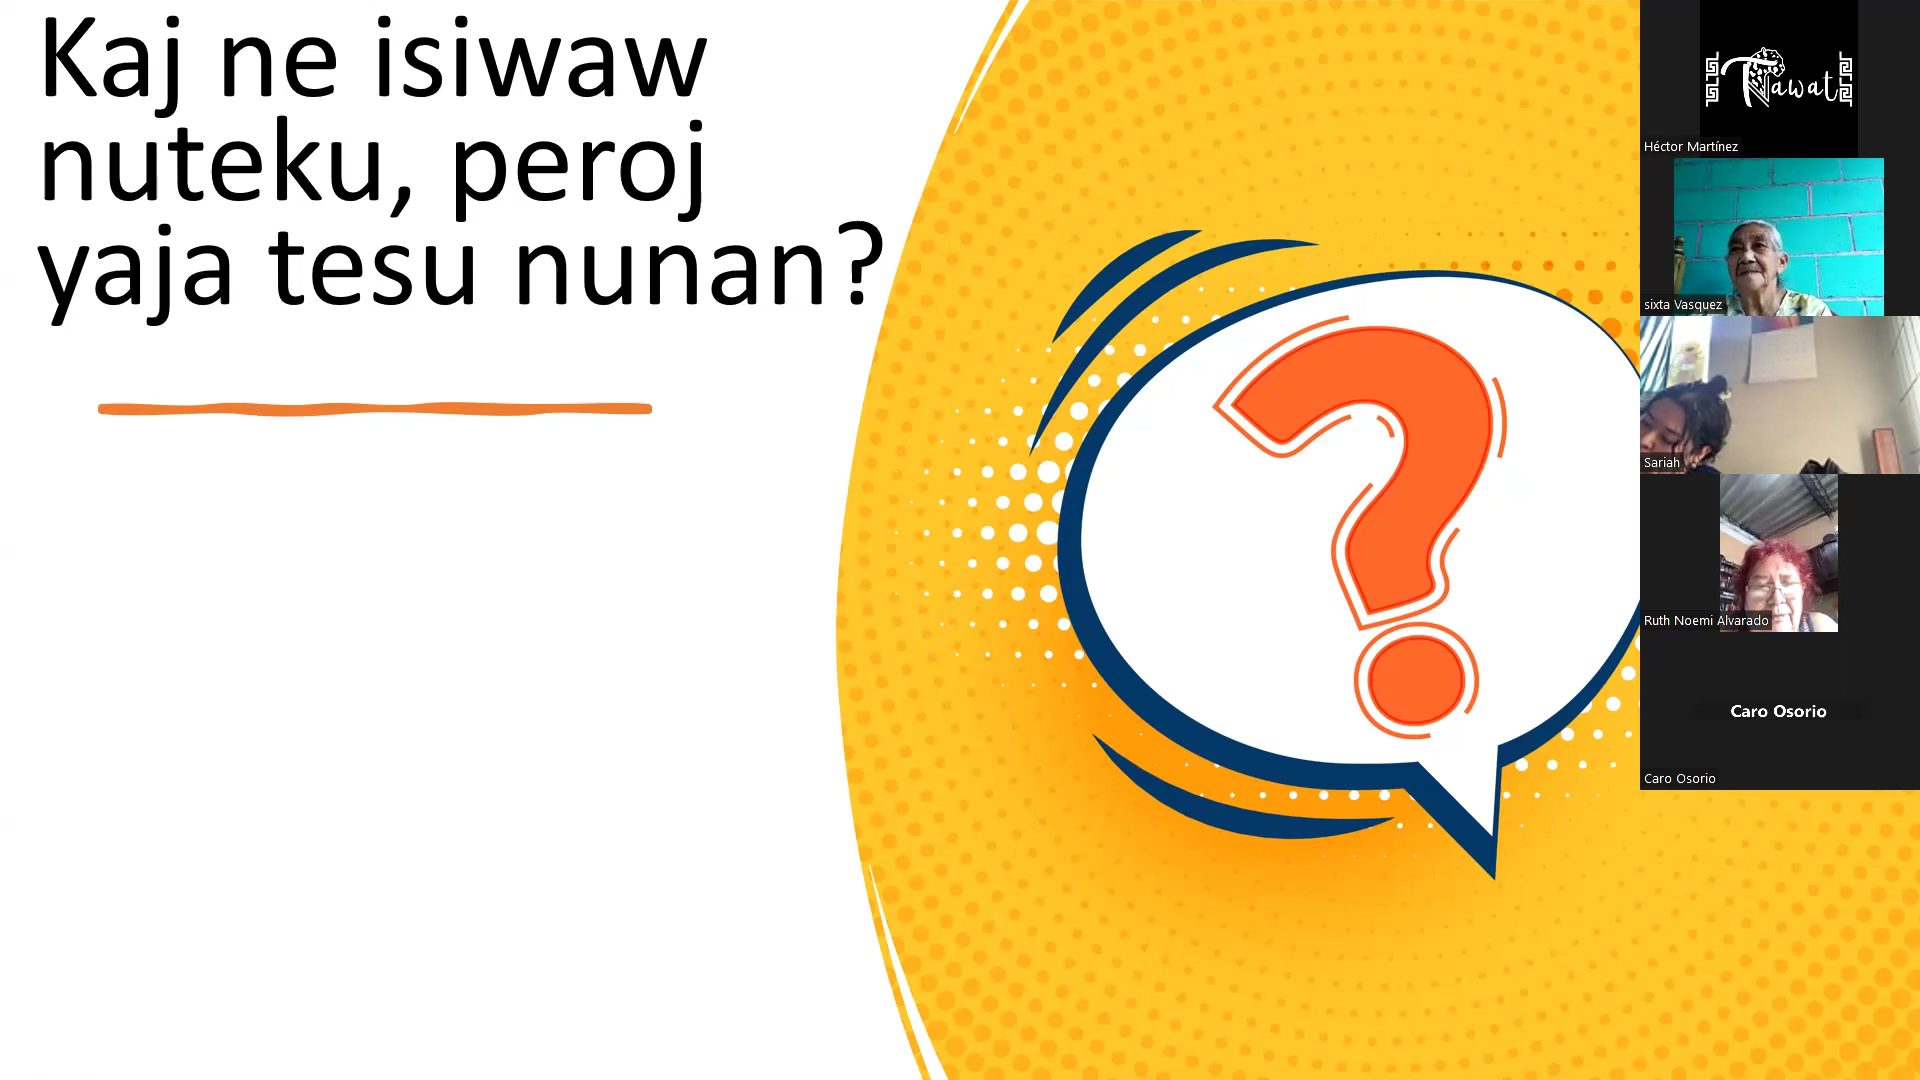 Kaj ne isiwaw
nuteku, peroj
yaja tesu nunan?
Nawat
Héctor Martínez
sixta Vasquez
Sariah
Ruth Noemi Alvarado
Caro Osorio
Caro Osorio